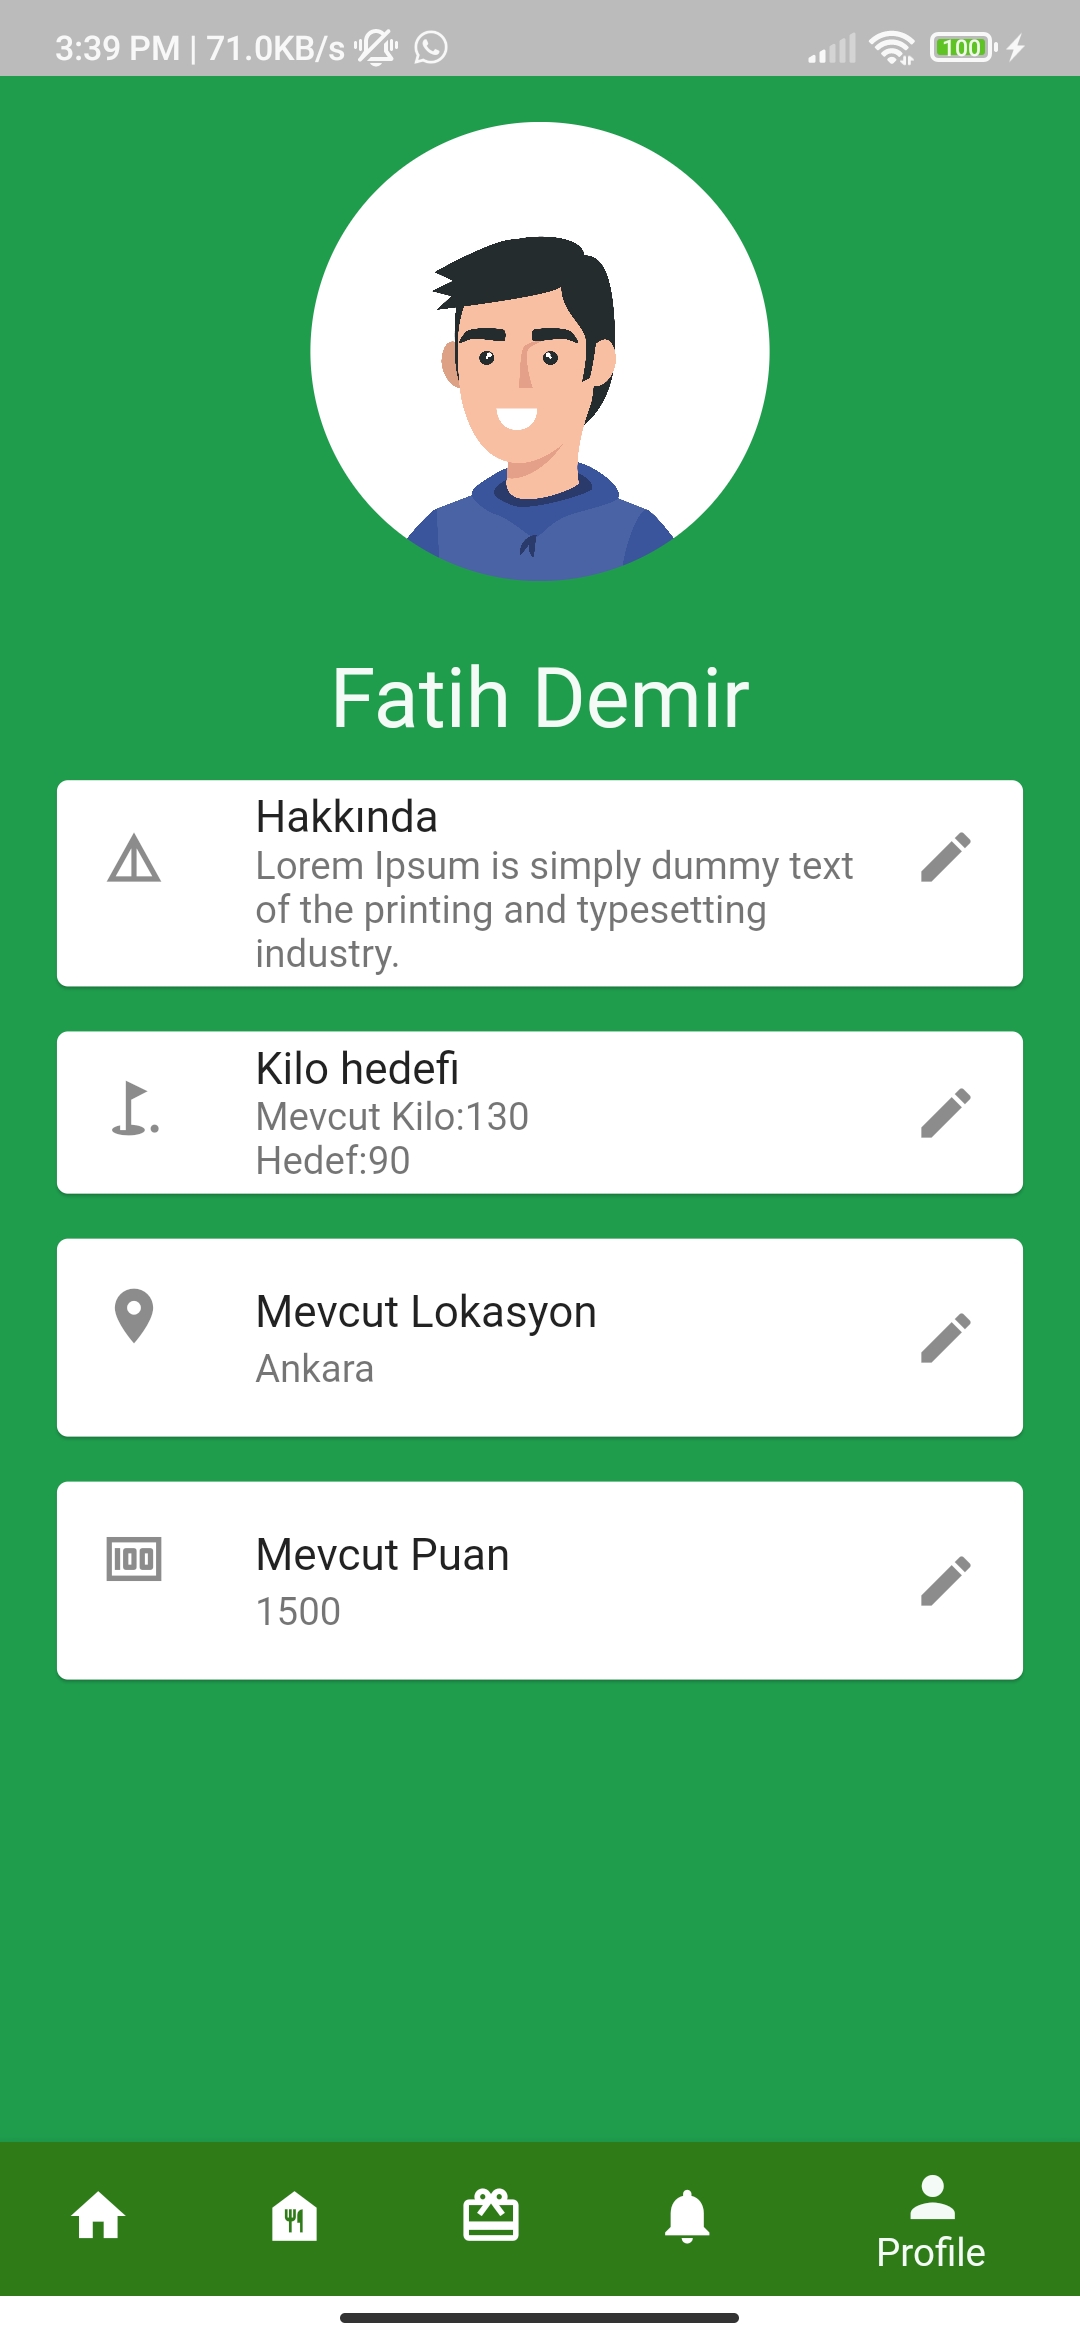 3:39 PM | 71.0KB/s
100
Fatih Demir
Hakkında
Lorem Ipsum is simply dummy text
of the printing and typesetting
industry.
Kilo hedefi
Mevcut Kilo:130
Hedef:90
Mevcut Lokasyon
Ankara
100
Mevcut Puan
1500
Profile